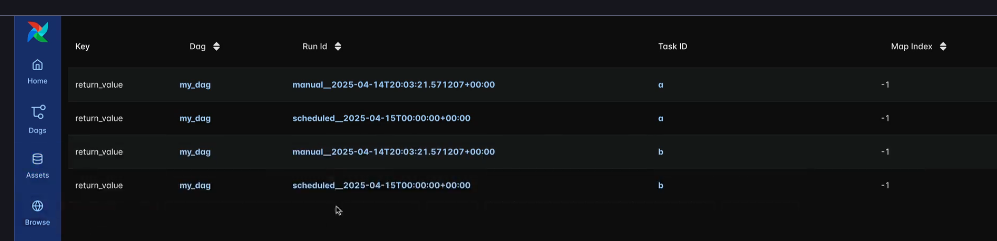 Key Dag Run Id Task ID Map Index
return_value my_dag manual__2025-04-14T20:03:21.571207+00:00 a -1
return_value my_dag scheduled__2025-04-15T00:00:00+00:00 a -1
return_value my_dag manual__2025-04-14T20:03:21.571207+00:00 b -1
return_value my_dag scheduled__2025-04-15T00:00:00+00:00 b -1
Home
Dags
Assets
Browse